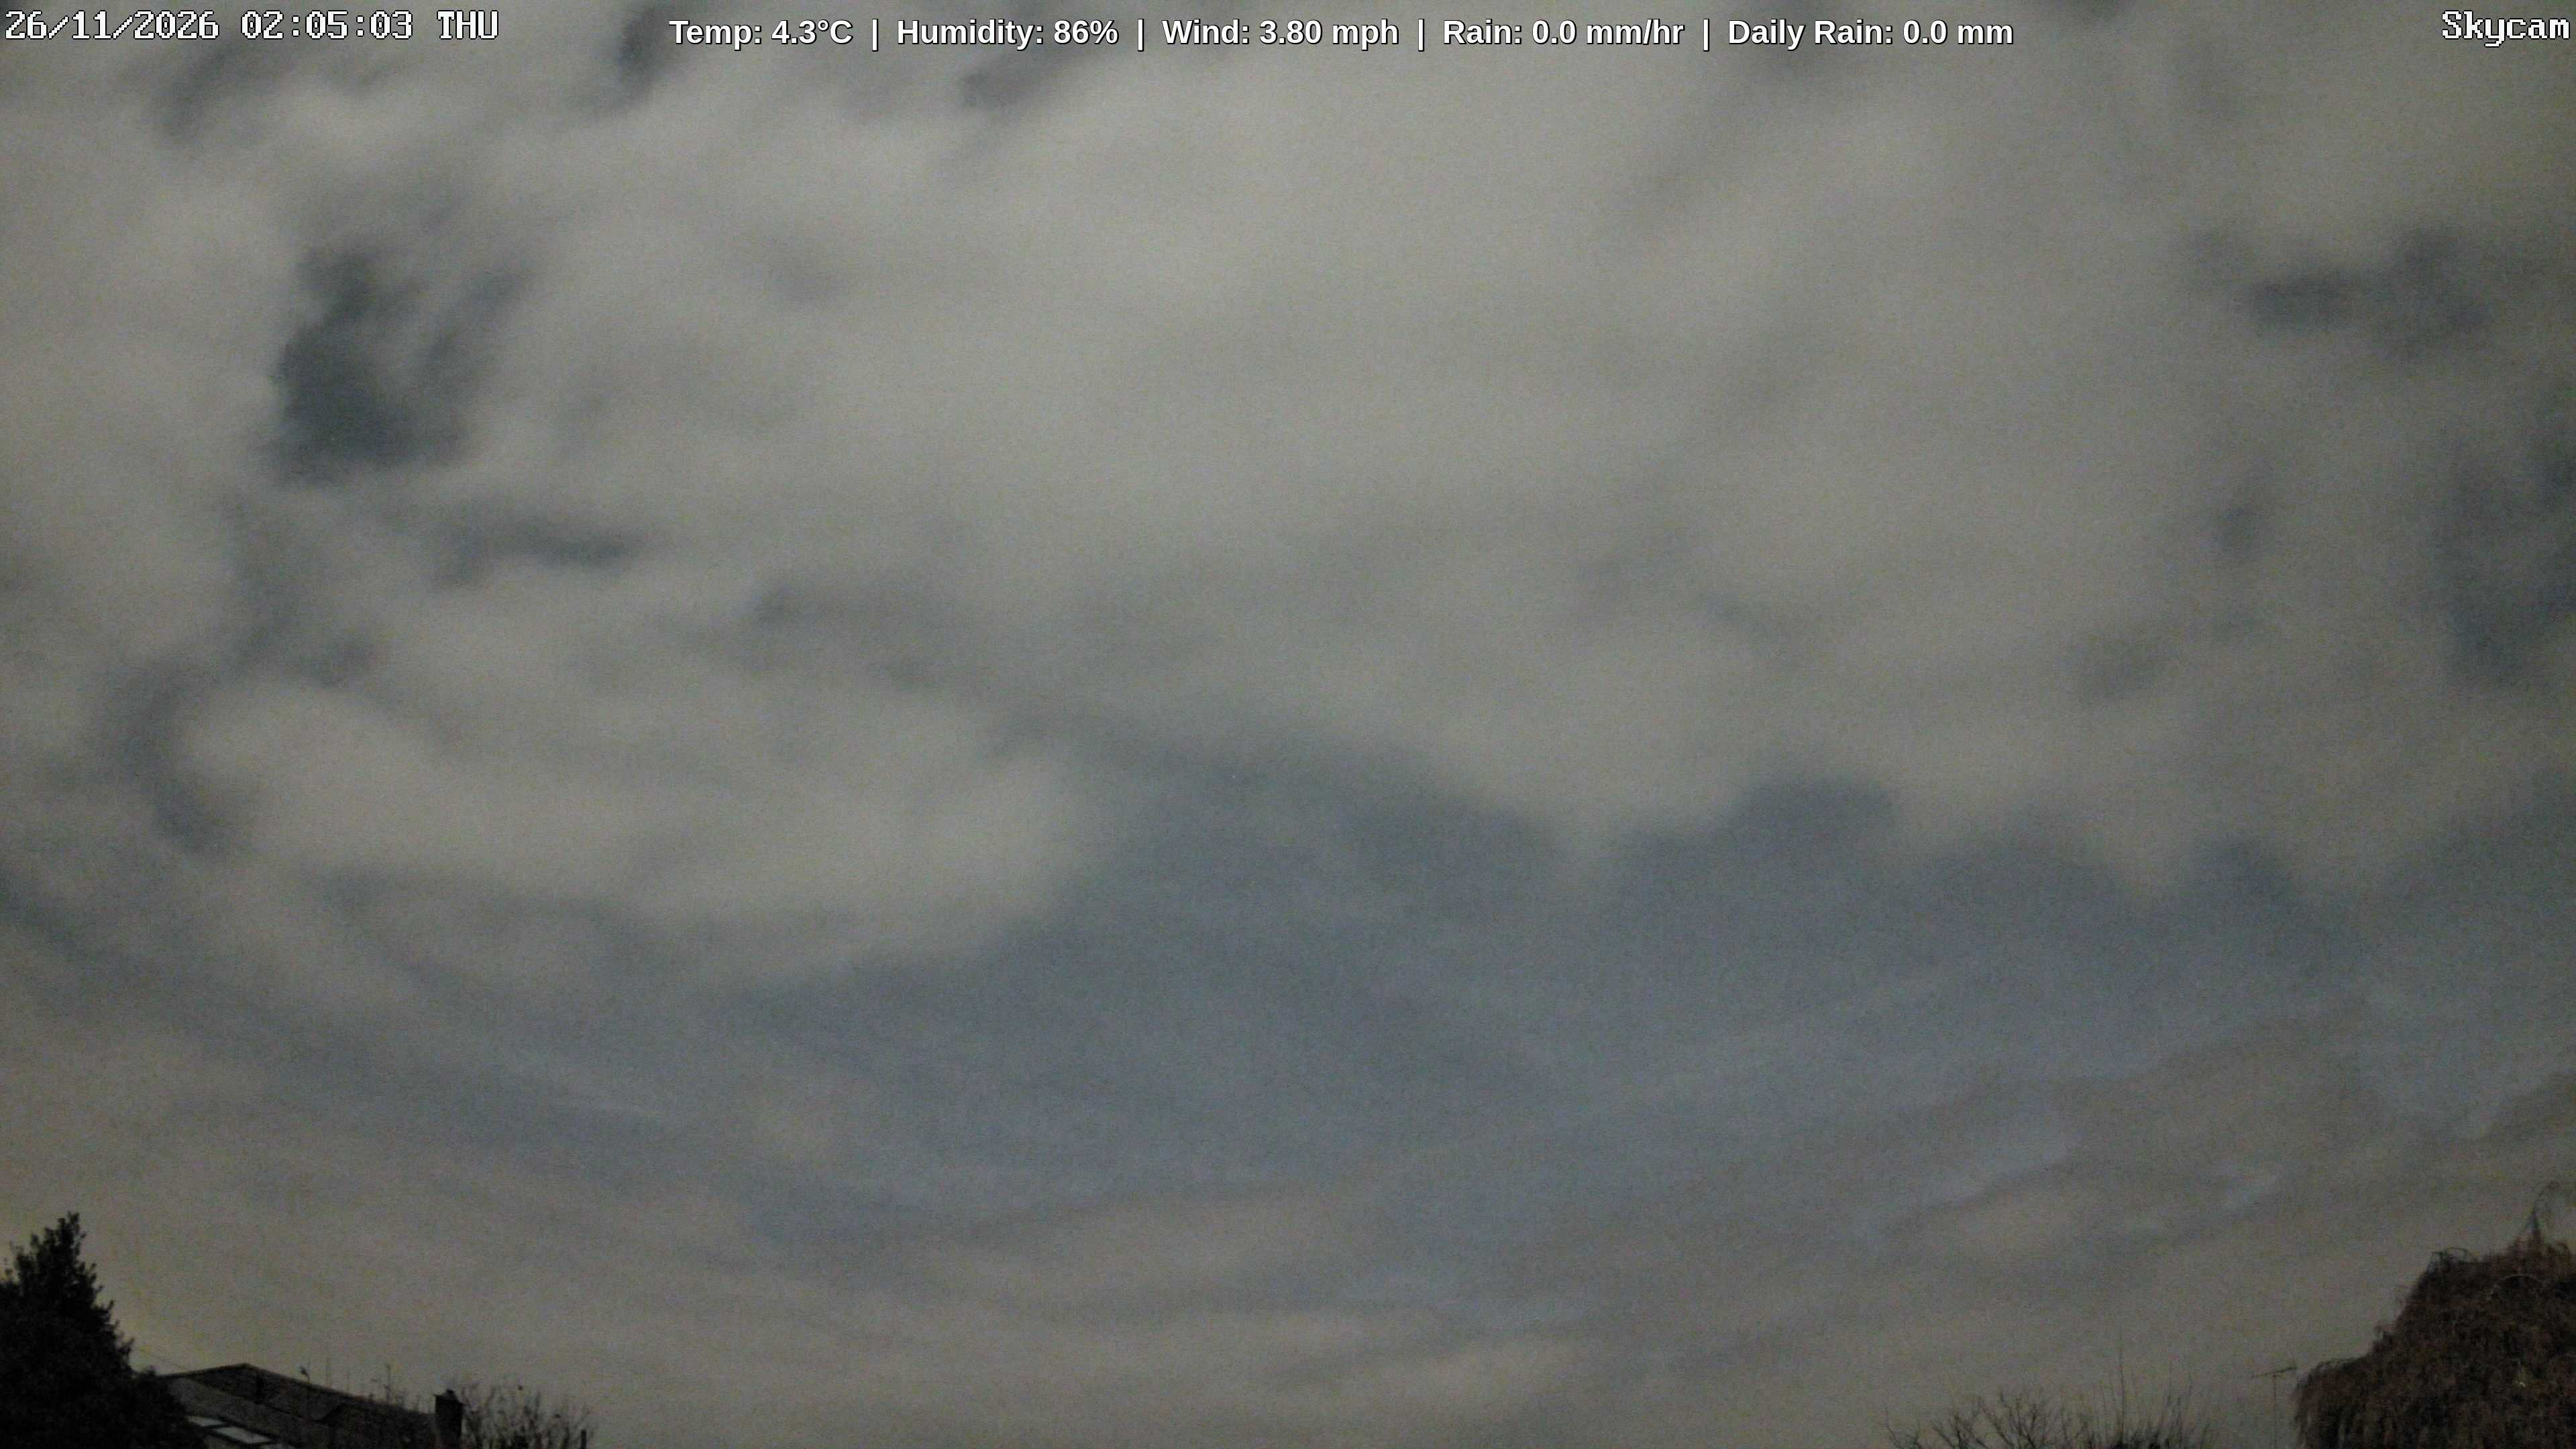 26/11/2026 02:05:03 THU
Temp: 4.3°C | Humidity: 86% | Wind: 3.80 mph | Rain: 0.0 mm/hr | Daily Rain: 0.0 mm
Skycam